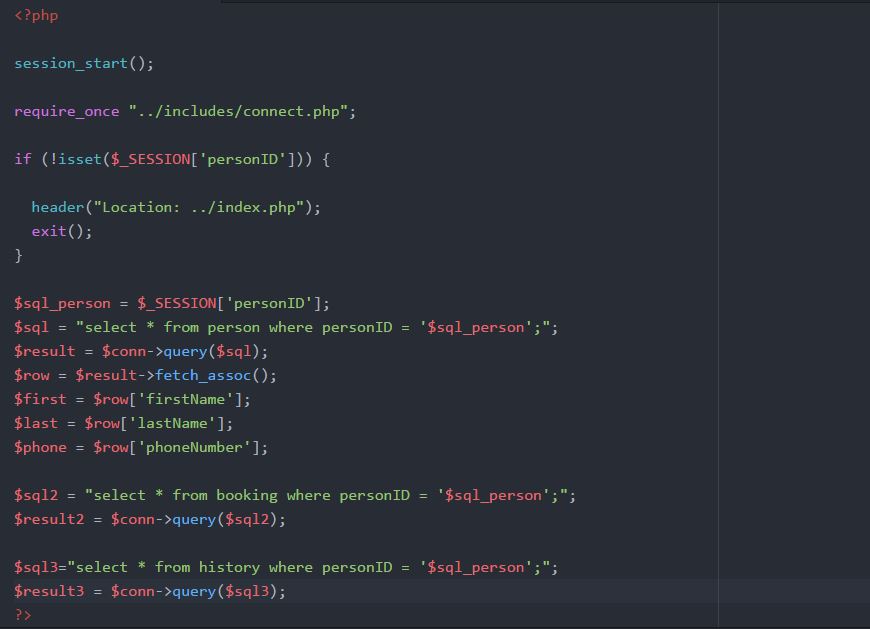 <?php
session_start();
require_once "../includes/connect.php";
if (!isset($_SESSION['personID'])) {
header("Location: ../index.php");
exit();
}
$sql_person = $_SESSION['personID'];
$sql = "select * from person where personID = '$sql_person';";
$result = $conn->query($sql);
$row = $result->fetch_assoc();
$first = $row['firstName'];
$last = $row['lastName'];
$phone = $row['phoneNumber'];
$sql2 = "select * from booking where personID = '$sql_person';";
$result2 = $conn->query($sql2);
$sql3="select * from history where personID = '$sql_person';";
$result3 = $conn->query($sql3);
?>